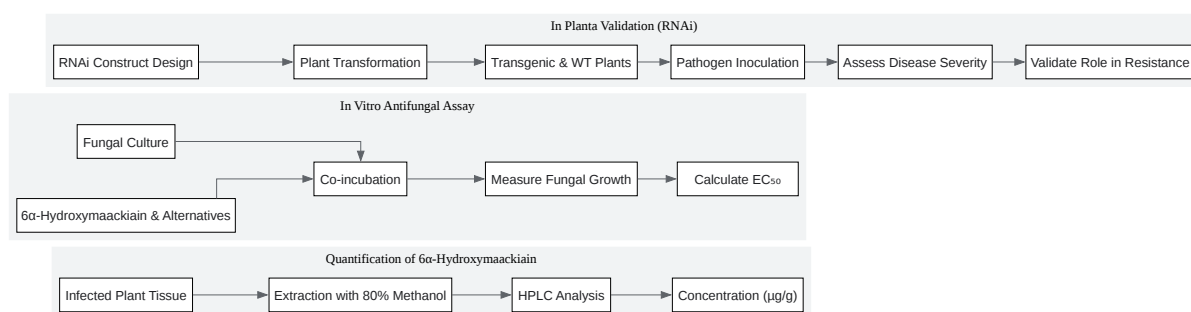 In Planta Validation (RNAi)
RNAi Construct Design
Plant Transformation
Transgenic & WT Plants
Pathogen Inoculation
Assess Disease Severity
Validate Role in Resistance
In Vitro Antifungal Assay
Fungal Culture
Co-incubation
Measure Fungal Growth
Calculate EC₅₀
6α-Hydroxymaackiain & Alternatives
Quantification of 6α-Hydroxymaackiain
Infected Plant Tissue
Extraction with 80% Methanol
HPLC Analysis
Concentration (µg/g)